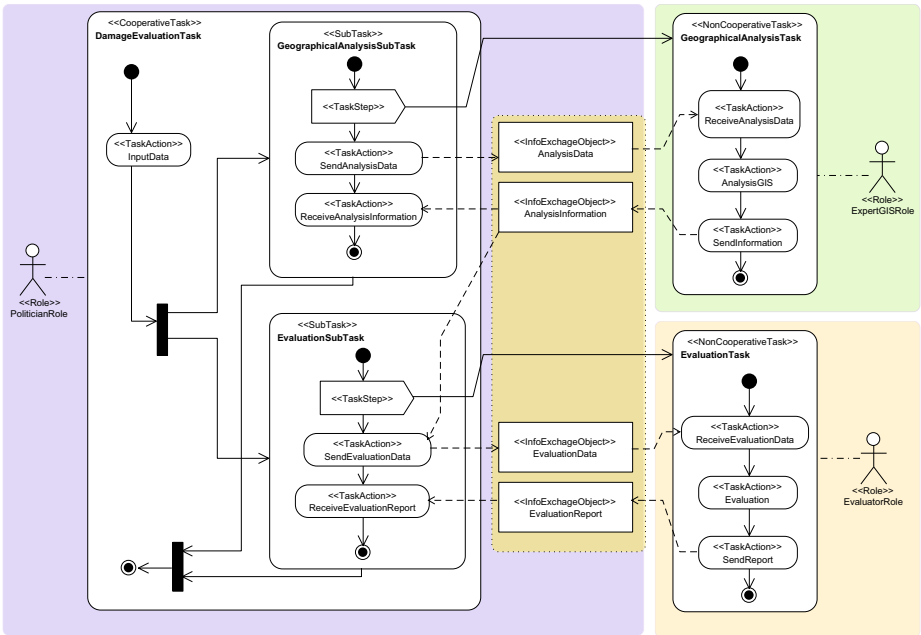 <<CooperativeTask>>
DamageEvaluationTask
<<TaskAction>>
InputData
<<SubTask>>
GeographicalAnalysisSubTask
<<TaskStep>>
<<TaskAction>>
SendAnalysisData
<<TaskAction>>
ReceiveAnalysisInformation
<<SubTask>>
EvaluationSubTask
<<TaskStep>>
<<TaskAction>>
SendEvaluationData
<<TaskAction>>
ReceiveEvaluationReport
<<Role>>
PoliticianRole
<<InfoExchageObject>>
AnalysisData
<<InfoExchageObject>>
AnalysisInformation
<<InfoExchageObject>>
EvaluationData
<<InfoExchageObject>>
EvaluationReport
<<NonCooperativeTask>>
GeographicalAnalysisTask
<<TaskAction>>
ReceiveAnalysisData
<<TaskAction>>
AnalysisGIS
<<TaskAction>>
SendInformation
<<Role>>
ExpertGISRole
<<NonCooperativeTask>>
EvaluationTask
<<TaskAction>>
ReceiveEvaluationData
<<TaskAction>>
Evaluation
<<TaskAction>>
SendReport
<<Role>>
EvaluatorRole